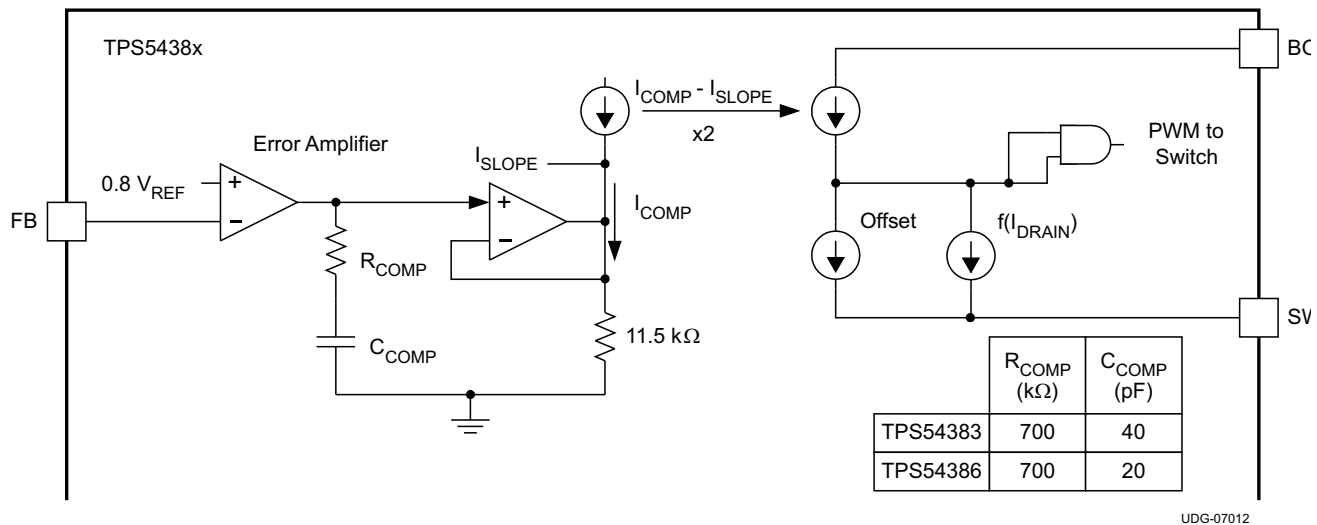 TPS5438x
BO
I_COMP - I_SLOPE
x2
Error Amplifier
PWM to
Switch
I_SLOPE
0.8 V_REF
+
-
+
-
I_COMP
FB
Offset
f(I_DRAIN)
R_COMP
11.5 kΩ
C_COMP
SW
R_COMP
(kΩ)
C_COMP
(pF)
TPS54383 700 40
TPS54386 700 20
UDG-07012